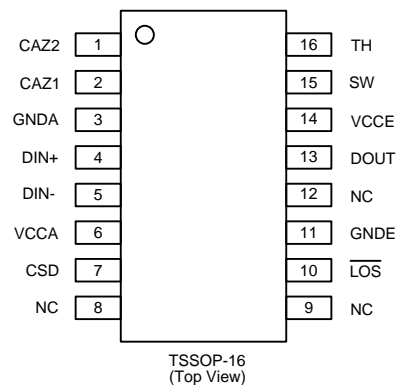 CAZ2 1 16 TH
CAZ1 2 15 SW
GNDA 3 14 VCCE
DIN+ 4 13 DOUT
DIN- 5 12 NC
VCCA 6 11 GNDE
CSD 7 10 L̅O̅S̅
NC 8 9 NC
TSSOP-16
(Top View)